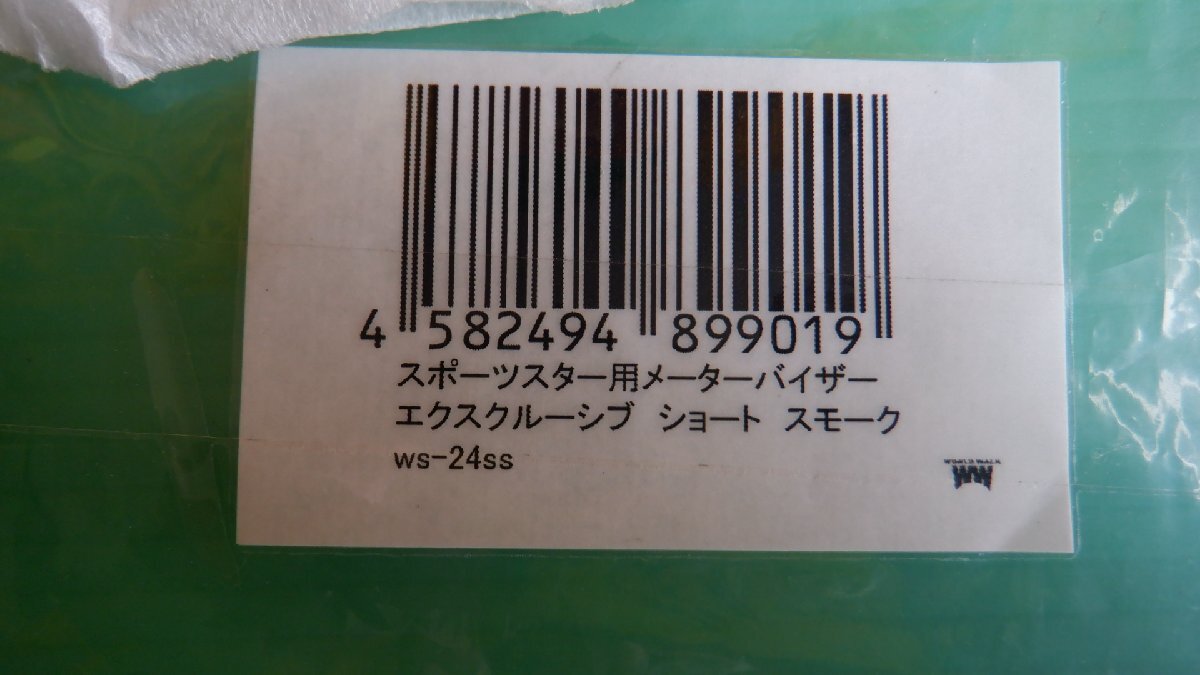 4 582494 899019
スポーツスター用メーターバイザー
エクスクルーシブ ショート スモーク
ws-24ss